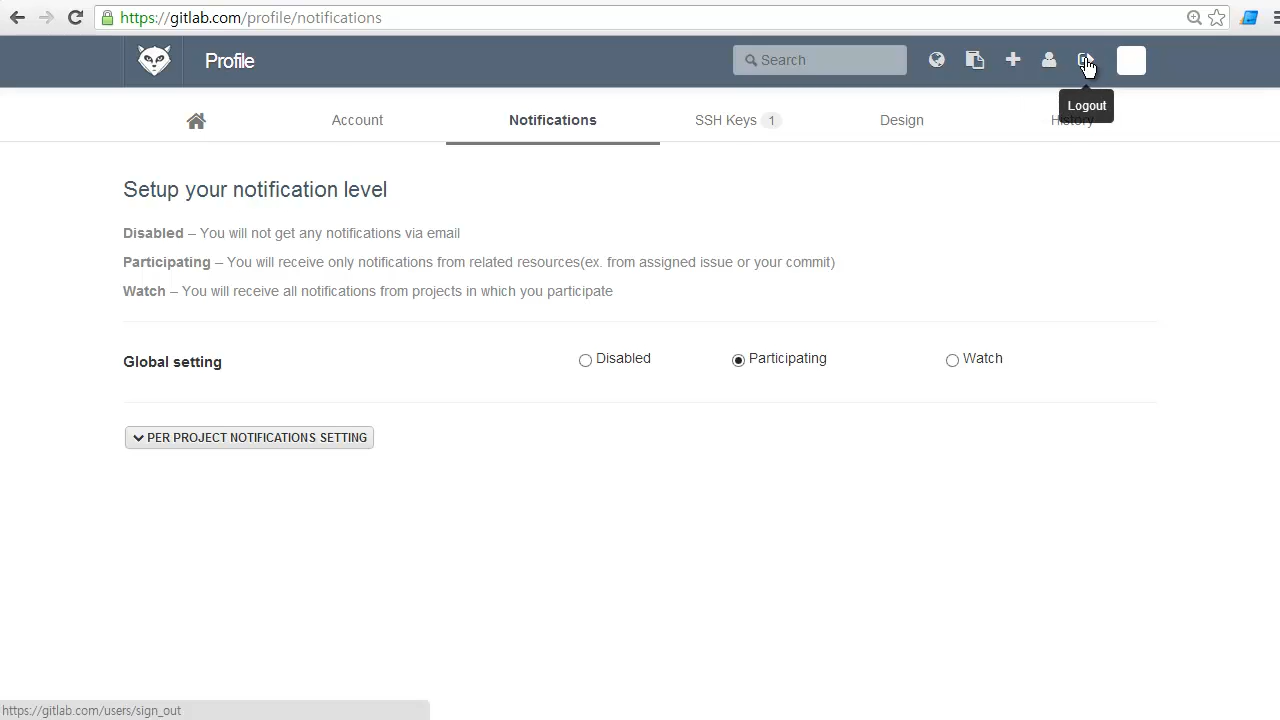 https://gitlab.com/profile/notifications
Profile
Search
Logout
Account
Notifications
SSH Keys 1
Design
History
Setup your notification level
Disabled – You will not get any notifications via email
Participating – You will receive only notifications from related resources(ex. from assigned issue or your commit)
Watch – You will receive all notifications from projects in which you participate
Global setting
Disabled
Participating
Watch
PER PROJECT NOTIFICATIONS SETTING
https://gitlab.com/users/sign_out